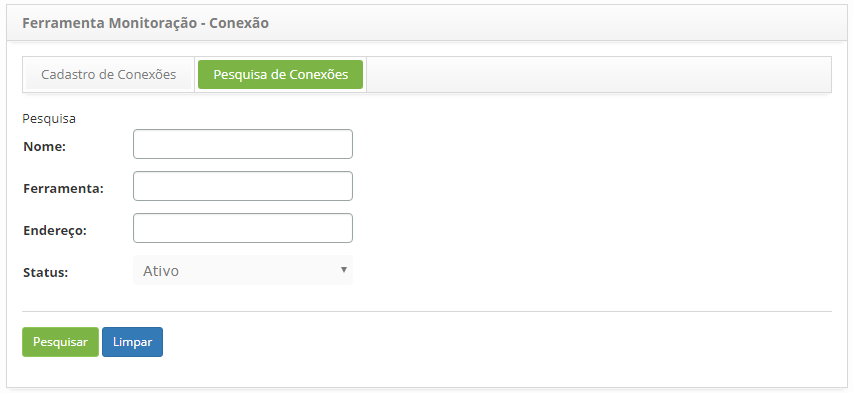 Ferramenta Monitoração - Conexão
Cadastro de Conexões Pesquisa de Conexões
Pesquisa
Nome:
Ferramenta:
Endereço:
Status: Ativo
Pesquisar Limpar